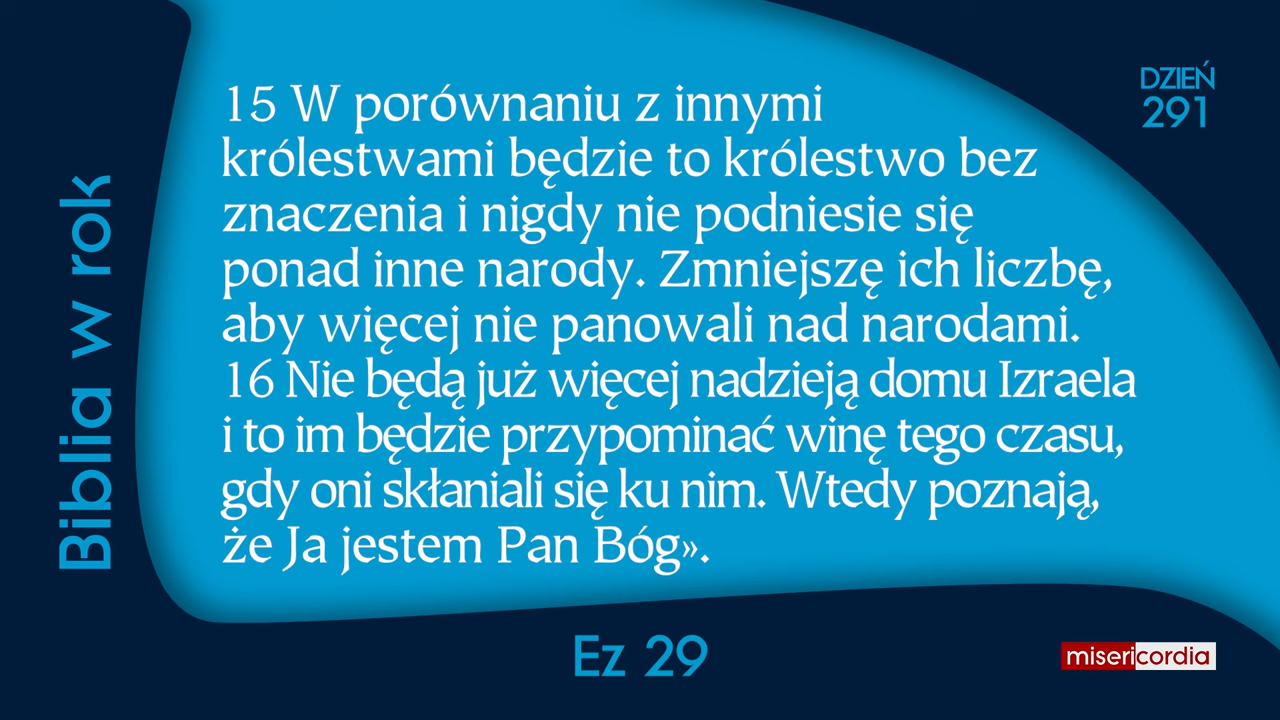 DZIEŃ
291
Biblia w rok
15 W porównaniu z innymi
królestwami będzie to królestwo bez
znaczenia i nigdy nie podniesie się
ponad inne narody. Zmniejszę ich liczbę,
aby więcej nie panowali nad narodami.
16 Nie będą już więcej nadzieją domu Izraela
i to im będzie przypominać winę tego czasu,
gdy oni skłaniali się ku nim. Wtedy poznają,
że Ja jestem Pan Bóg».
Ez 29
misericordia